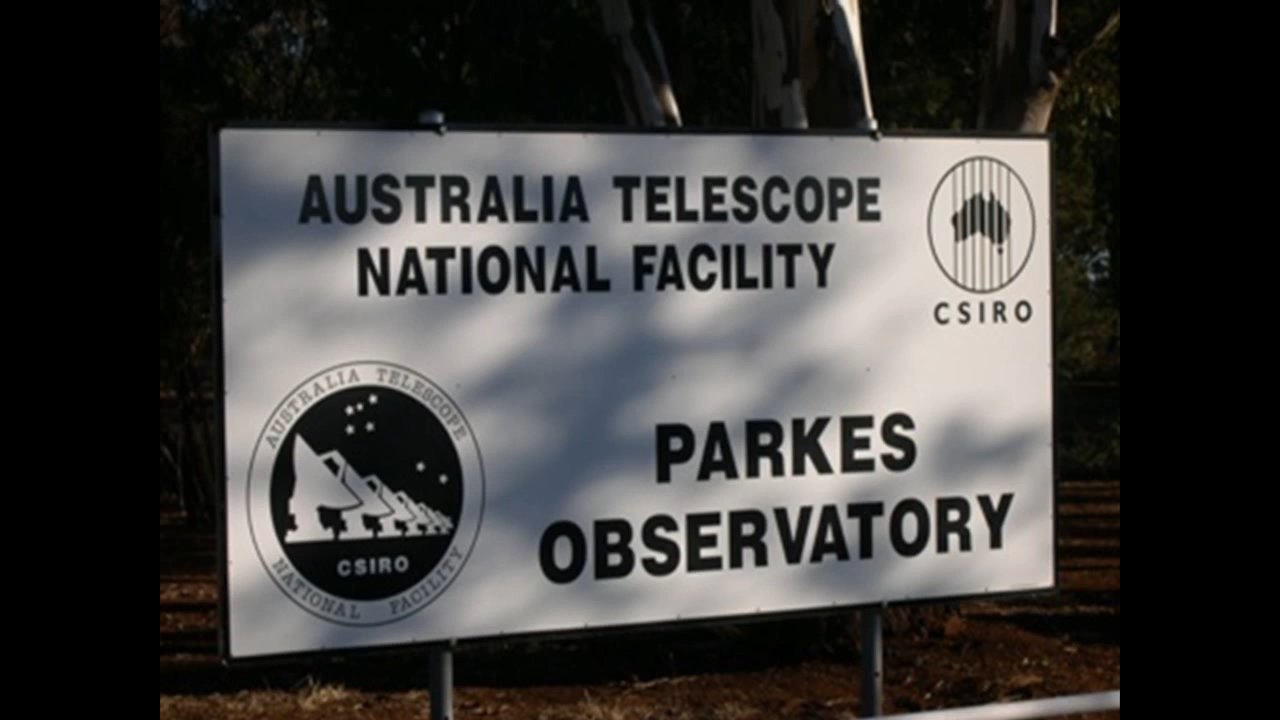 AUSTRALIA TELESCOPE
NATIONAL FACILITY
CSIRO
AUSTRALIA TELESCOPE
CSIRO
NATIONAL FACILITY
PARKES
OBSERVATORY